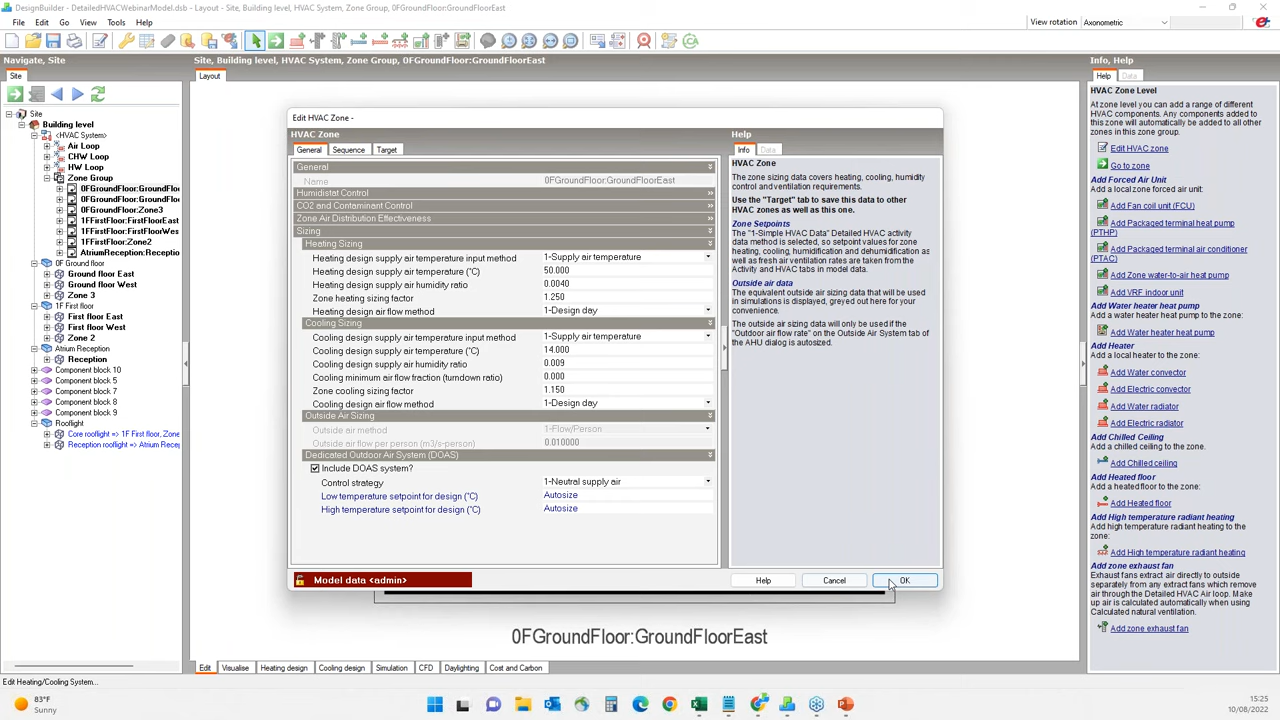 DesignBuilder - DetailedHVACWebinarModel.dsb - Layout - Site, Building level, HVAC System, Zone Group, 0FGroundFloor:GroundFloorEast
File Edit Go View Tools Help
View rotation Axonometric
Navigate, Site
Site, Building level, HVAC System, Zone Group, 0FGroundFloor:GroundFloorEast
Info, Help
Site
Layout
Help Data
Site
Building level
<HVAC System>
Air Loop
CHW Loop
HW Loop
Zone Group
0FGroundFloor:GroundFlo
0FGroundFloor:GroundFlo
0FGroundFloor:Zone3
1FFirstFloor:FirstFloorEast
1FFirstFloor:FirstFloorWes
1FFirstFloor:Zone2
AtriumReception:Receptio
0F Ground floor
Ground floor East
Ground floor West
Zone 3
1F First floor
First floor East
First floor West
Zone 2
Atrium Reception
Reception
Component block 10
Component block 5
Component block 7
Component block 8
Component block 9
Rooflight
Core rooflight => 1F First floor, Zone
Reception rooflight => Atrium Recep
Edit HVAC Zone -
HVAC Zone
General Sequence Target
General
Name 0FGroundFloor:GroundFloorEast
Humidistat Control
CO2 and Contaminant Control
Zone Air Distribution Effectiveness
Sizing
Heating Sizing
Heating design supply air temperature input method 1-Supply air temperature
Heating design supply air temperature (°C) 50.000
Heating design supply air humidity ratio 0.0040
Zone heating sizing factor 1.250
Heating design air flow method 1-Design day
Cooling Sizing
Cooling design supply air temperature input method 1-Supply air temperature
Cooling design supply air temperature (°C) 14.000
Cooling design supply air humidity ratio 0.009
Cooling minimum air flow fraction (turndown ratio) 0.000
Zone cooling sizing factor 1.150
Cooling design air flow method 1-Design day
Outside Air Sizing
Outside air method 1-Flow/Person
Outside air flow per person (m3/s-person) 0.010000
Dedicated Outdoor Air System (DOAS)
Include DOAS system?
Control strategy 1-Neutral supply air
Low temperature setpoint for design (°C) Autosize
High temperature setpoint for design (°C) Autosize
Model data <admin>
Help
Info Data
HVAC Zone
The zone sizing data covers heating, cooling, humidity
control and ventilation requirements.
Use the "Target" tab to save this data to other
HVAC zones as well as this one.
Zone Setpoints
The "1-Simple HVAC Data" Detailed HVAC activity
data method is selected, so setpoint values for zone
heating, cooling, humidification and dehumidification as
well as fresh air ventilation rates are taken from the
Activity and HVAC tabs in model data.
Outside air data
The equivalent outside air sizing data that will be used
in simulations is displayed, greyed out here for your
convenience.
The outside air sizing data will only be used if the
"Outdoor air flow rate" on the Outside Air System tab of
the AHU dialog is autosized.
Help Cancel OK
0FGroundFloor:GroundFloorEast
HVAC Zone Level
At zone level you can add a range of different
HVAC components. Any components added to
this zone will automatically be added to all other
zones in this zone group.
Edit HVAC zone
Go to zone
Add Forced Air Unit
Add a local zone forced air unit:
Add Fan coil unit (FCU)
Add Packaged terminal heat pump
(PTHP)
Add Packaged terminal air conditioner
(PTAC)
Add Zone water-to-air heat pump
Add VRF indoor unit
Add Water heater heat pump
Add a water heater heat pump to the zone:
Add Water heater heat pump
Add Heater
Add a local heater to the zone:
Add Water convector
Add Electric convector
Add Water radiator
Add Electric radiator
Add Chilled Ceiling
Add a chilled ceiling to the zone.
Add Chilled ceiling
Add Heated floor
Add a heated floor to the zone:
Add Heated floor
Add High temperature radiant heating
Add high temperature radiant heating to the
zone:
Add High temperature radiant heating
Add zone exhaust fan
Exhaust fans extract air directly to outside
separately from any extract fans which remove
air through the Detailed HVAC Air loop. Make
up air is calculated automatically when using
Calculated natural ventilation.
Add zone exhaust fan
Edit Visualise Heating design Cooling design Simulation CFD Daylighting Cost and Carbon
Edit Heating/Cooling System...
83°F
Sunny
15:25
10/08/2022